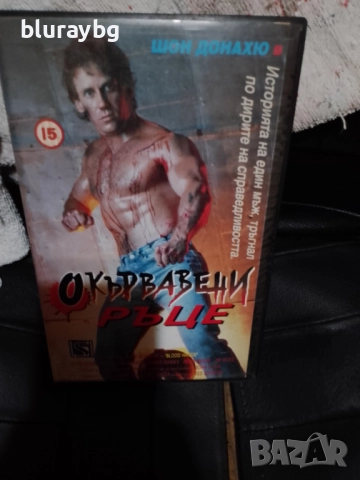 blurayBG
ШОН ДОНАХЮ
15
Историята на един мъж, тръгнал
по дирите на справедливостта.
ОКЪРВАВЕНИ
РЪЦЕ
BAZAR